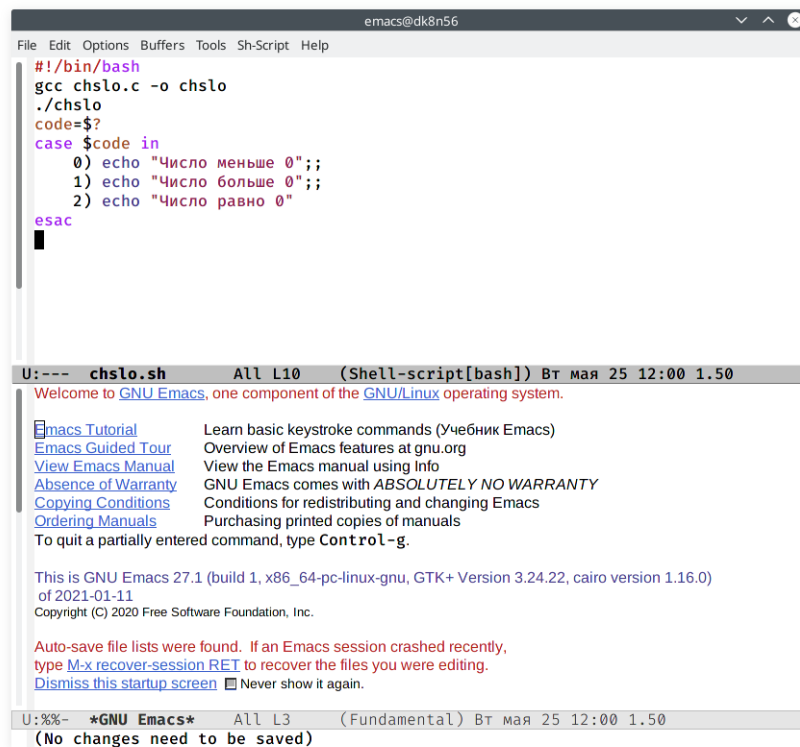 emacs@dk8n56
File Edit Options Buffers Tools Sh-Script Help
#!/bin/bash
gcc chslo.c -o chslo
./chslo
code=$?
case $code in
    0) echo "Число меньше 0";;
    1) echo "Число больше 0";;
    2) echo "Число равно 0"
esac
U:--- chslo.sh All L10 (Shell-script[bash]) Вт мая 25 12:00 1.50
Welcome to GNU Emacs, one component of the GNU/Linux operating system.
Emacs Tutorial Learn basic keystroke commands (Учебник Emacs)
Emacs Guided Tour Overview of Emacs features at gnu.org
View Emacs Manual View the Emacs manual using Info
Absence of Warranty GNU Emacs comes with ABSOLUTELY NO WARRANTY
Copying Conditions Conditions for redistributing and changing Emacs
Ordering Manuals Purchasing printed copies of manuals
To quit a partially entered command, type Control-g.
This is GNU Emacs 27.1 (build 1, x86_64-pc-linux-gnu, GTK+ Version 3.24.22, cairo version 1.16.0)
of 2021-01-11
Copyright (C) 2020 Free Software Foundation, Inc.
Auto-save file lists were found. If an Emacs session crashed recently,
type M-x recover-session RET to recover the files you were editing.
Dismiss this startup screen Never show it again.
U:%%- *GNU Emacs* All L3 (Fundamental) Вт мая 25 12:00 1.50
(No changes need to be saved)